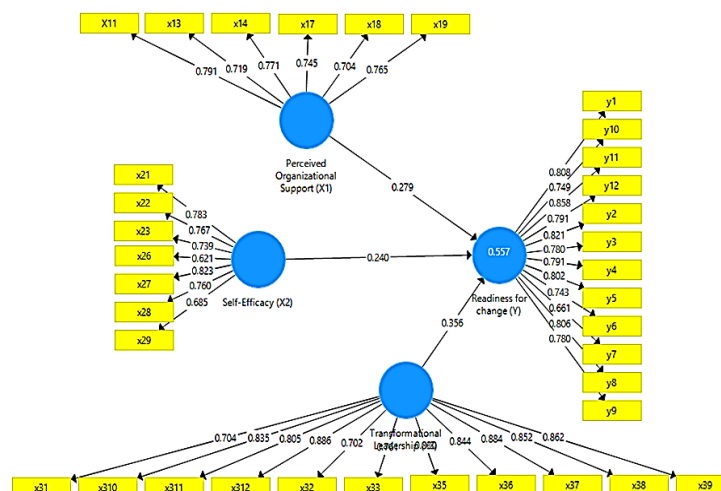 X11 x13 x14 x17 x18 x19
0.791 0.719 0.771 0.745 0.704 0.765
Perceived
Organizational
Support (X1)
0.279
x21
x22
x23
x26
x27
x28
x29
0.783
0.767
0.739
0.621
0.823
0.760
0.685
Self-Efficacy (X2)
0.240
0.557
Readiness for
change (Y)
y1
y10
y11
y12
y2
y3
y4
y5
y6
y7
y8
y9
0.808
0.749
0.858
0.791
0.821
0.780
0.791
0.802
0.743
0.661
0.806
0.780
0.356
Transformational
Leadership
0.704 0.835 0.805 0.886 0.702 0.844 0.884 0.852 0.862
x31 x310 x311 x312 x32 x33 x35 x36 x37 x38 x39